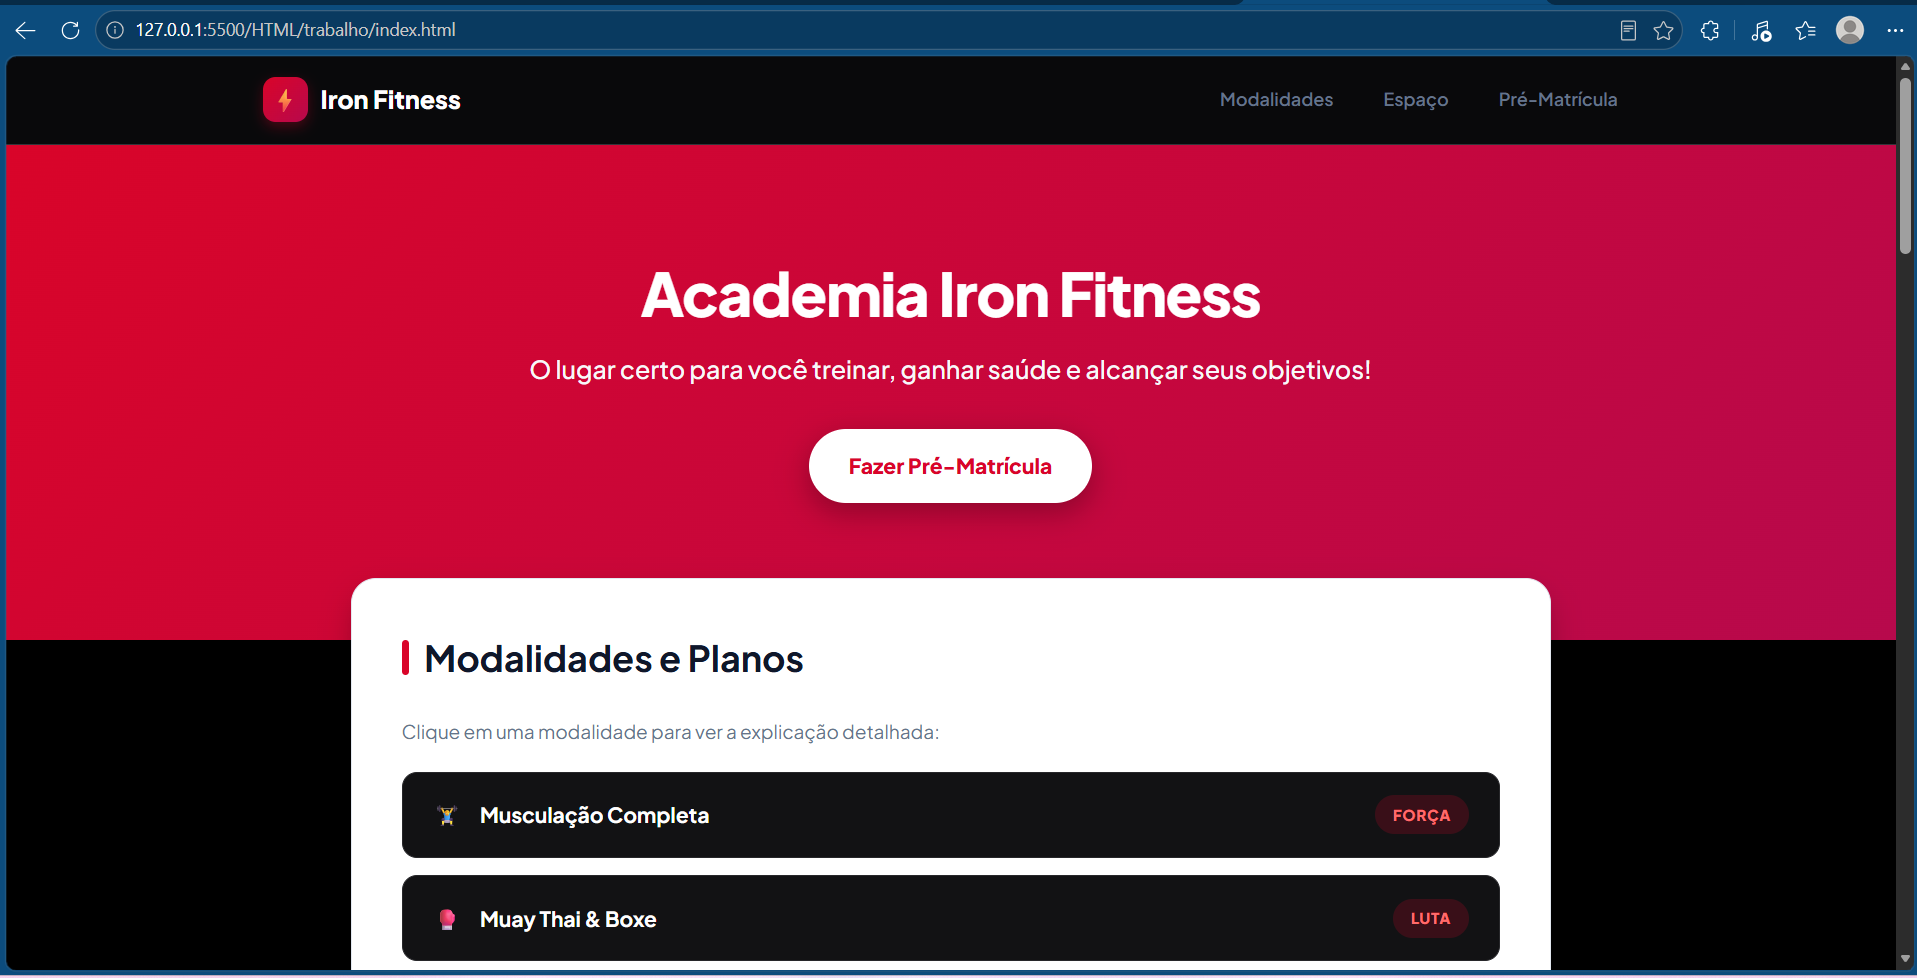 127.0.0.1:5500/HTML/trabalho/index.html
Iron Fitness
Modalidades
Espaço
Pré-Matrícula
Academia Iron Fitness
O lugar certo para você treinar, ganhar saúde e alcançar seus objetivos!
Fazer Pré-Matrícula
Modalidades e Planos
Clique em uma modalidade para ver a explicação detalhada:
Musculação Completa
FORÇA
Muay Thai & Boxe
LUTA